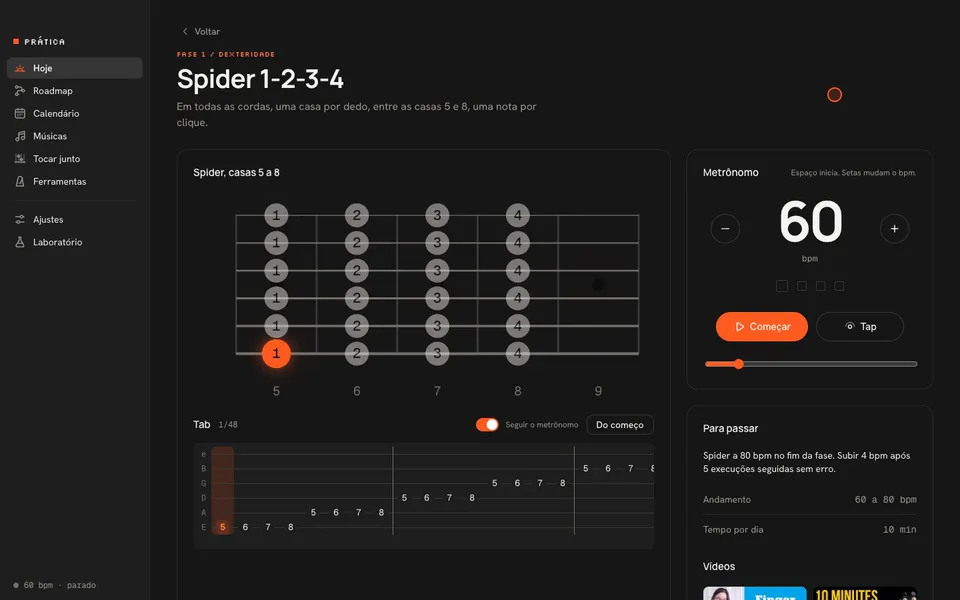 PRÁTICA
Hoje
Roadmap
Calendário
Músicas
Tocar junto
Ferramentas
Ajustes
Laboratório
60 bpm · parado
Voltar
FASE 1 / DEXTERIDADE
Spider 1-2-3-4
Em todas as cordas, uma casa por dedo, entre as casas 5 e 8, uma nota por
clique.
Spider, casas 5 a 8
1 2 3 4
1 2 3 4
1 2 3 4
1 2 3 4
1 2 3 4
1 2 3 4
5 6 7 8 9
Tab 1/48
Seguir o metrônomo
Do começo
e
B 5 6 7 8
G 5 6 7 8
D 5 6 7 8
A 5 6 7 8
E 5 6 7 8
Metrônomo
Espaço inicia. Setas mudam o bpm.
− 60 +
bpm
Começar
Tap
Para passar
Spider a 80 bpm no fim da fase. Subir 4 bpm após
5 execuções seguidas sem erro.
Andamento 60 a 80 bpm
Tempo por dia 10 min
Vídeos
Finger
10 MINUTES